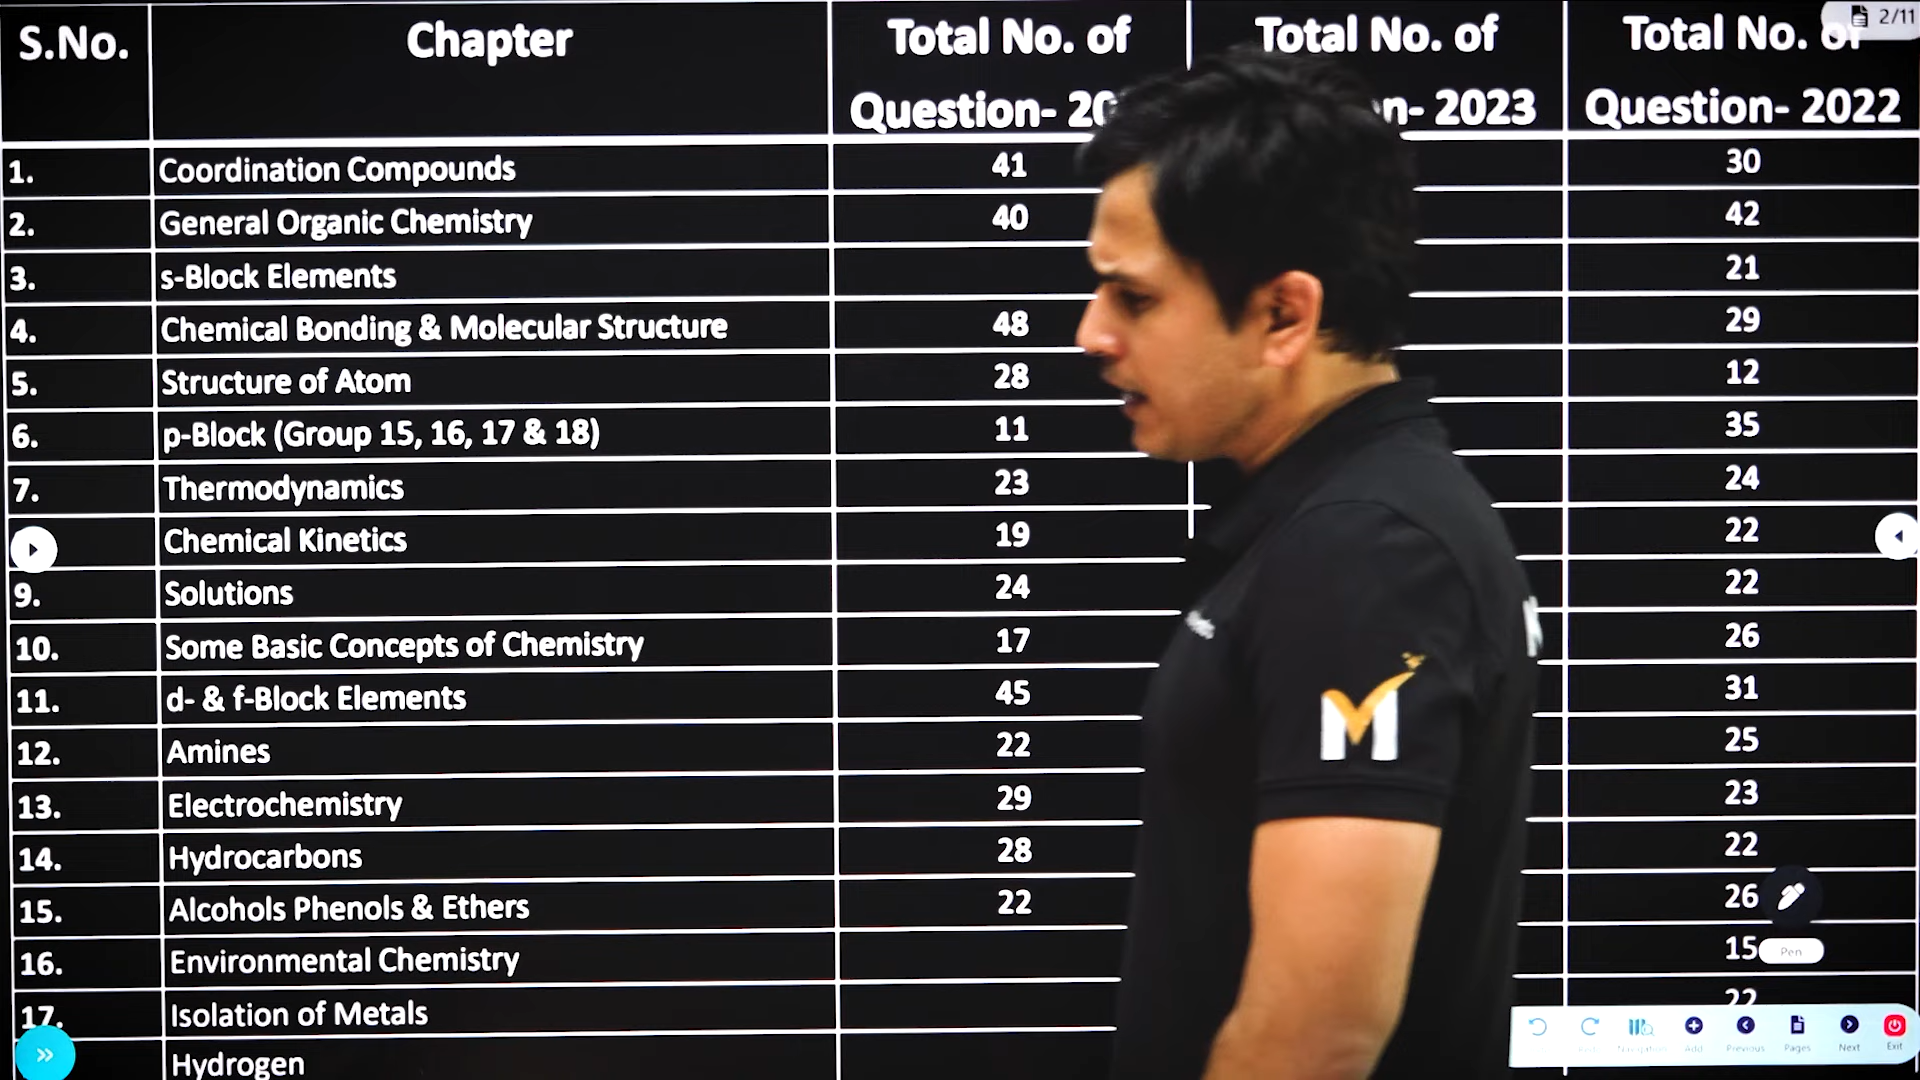 S.No. Chapter Total No. of Total No. of Total No. of 2/11
Question- 20 n- 2023 Question- 2022
1. Coordination Compounds 41 30
2. General Organic Chemistry 40 42
3. s-Block Elements 21
4. Chemical Bonding & Molecular Structure 48 29
5. Structure of Atom 28 12
6. p-Block (Group 15, 16, 17 & 18) 11 35
7. Thermodynamics 23 24
Chemical Kinetics 19 22
9. Solutions 24 22
10. Some Basic Concepts of Chemistry 17 26
11. d- & f-Block Elements 45 31
12. Amines 22 25
13. Electrochemistry 29 23
14. Hydrocarbons 28 22
15. Alcohols Phenols & Ethers 22 26
16. Environmental Chemistry 15
Pen
17. Isolation of Metals 22
Hydrogen
Add Previous Pages Next Exit
M